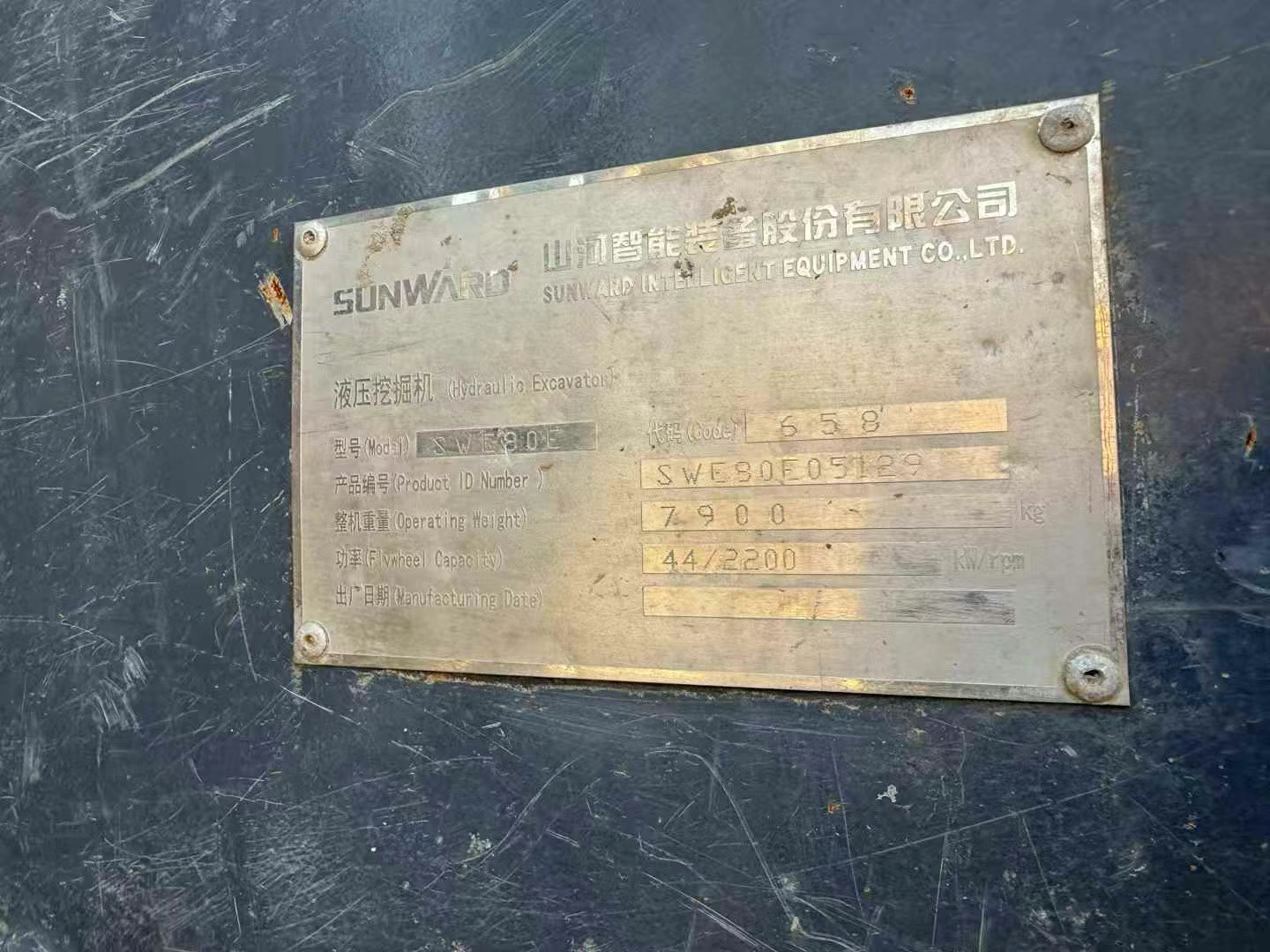 SUNWARD 山河智能装备股份有限公司
SUNWARD INTELLIGENT EQUIPMENT CO.,LTD.
液压挖掘机 (Hydraulic Excavator)
型号(Model) SWE80E 代码(Code) 658
产品编号(Product ID Number ) SWE80E05129
整机重量(Operating Weight) 7900 kg
功率(Flywheel Capacity) 44/2200 kW/rpm
出厂日期(Manufacturing Date)